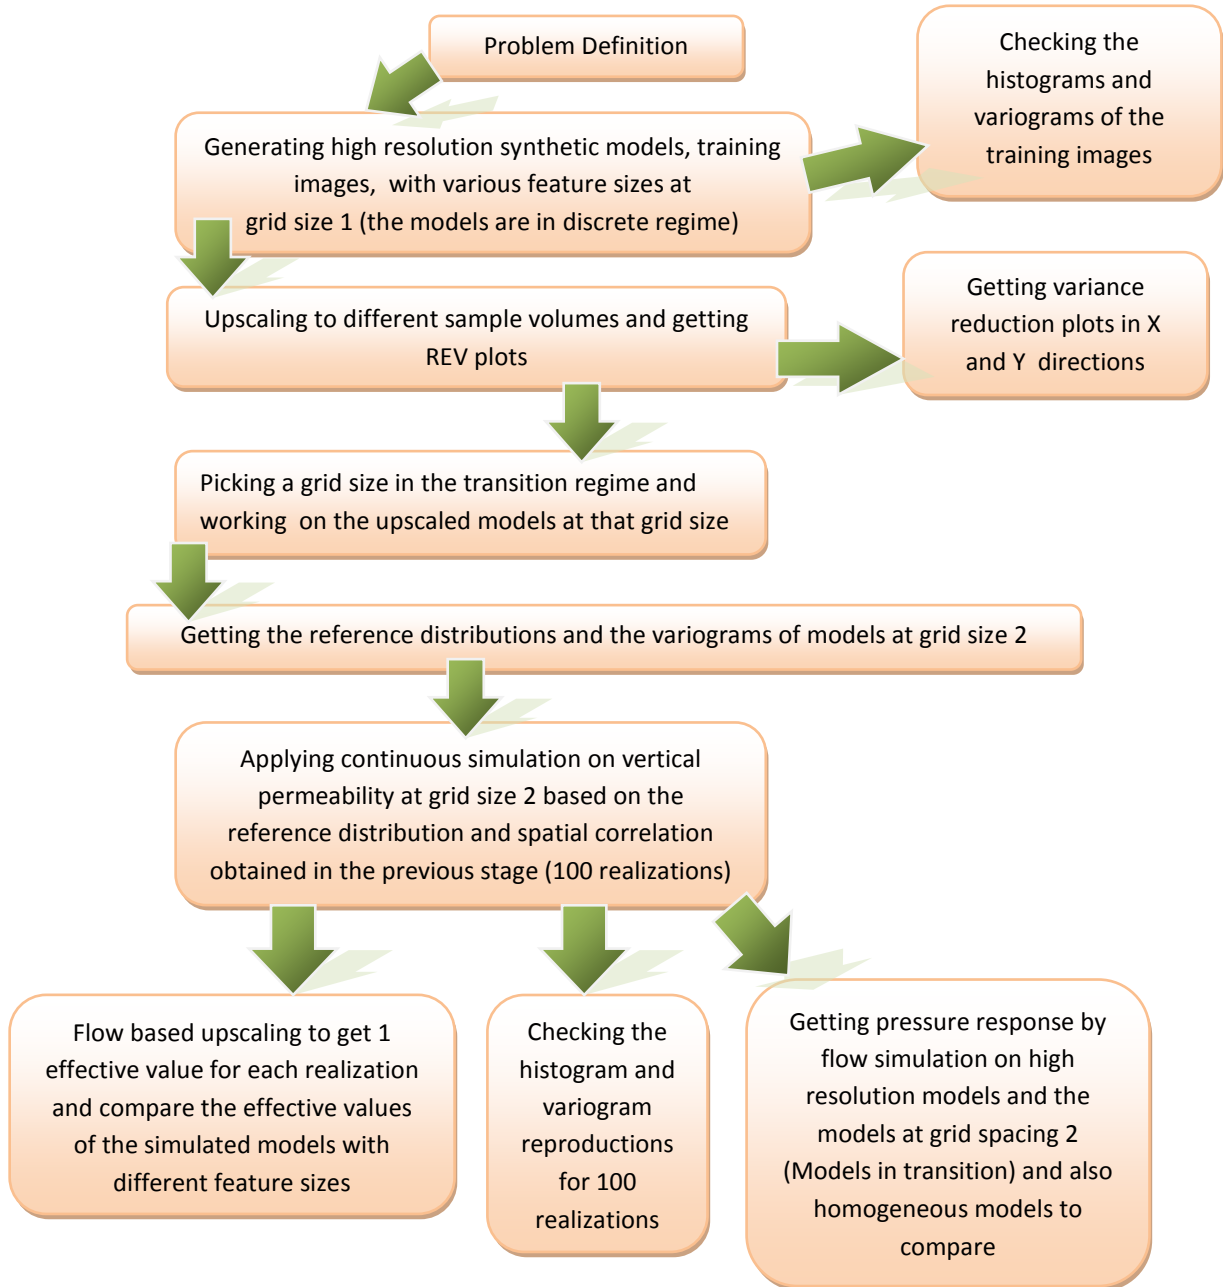 Problem Definition
Checking the
histograms and
variograms of the
training images
Generating high resolution synthetic models, training
images, with various feature sizes at
grid size 1 (the models are in discrete regime)
Upscaling to different sample volumes and getting
REV plots
Getting variance
reduction plots in X
and Y directions
Picking a grid size in the transition regime and
working on the upscaled models at that grid size
Getting the reference distributions and the variograms of models at grid size 2
Applying continuous simulation on vertical
permeability at grid size 2 based on the
reference distribution and spatial correlation
obtained in the previous stage (100 realizations)
Flow based upscaling to get 1
effective value for each realization
and compare the effective values
of the simulated models with
different feature sizes
Checking the
histogram and
variogram
reproductions
for 100
realizations
Getting pressure response by
flow simulation on high
resolution models and the
models at grid spacing 2
(Models in transition) and also
homogeneous models to
compare